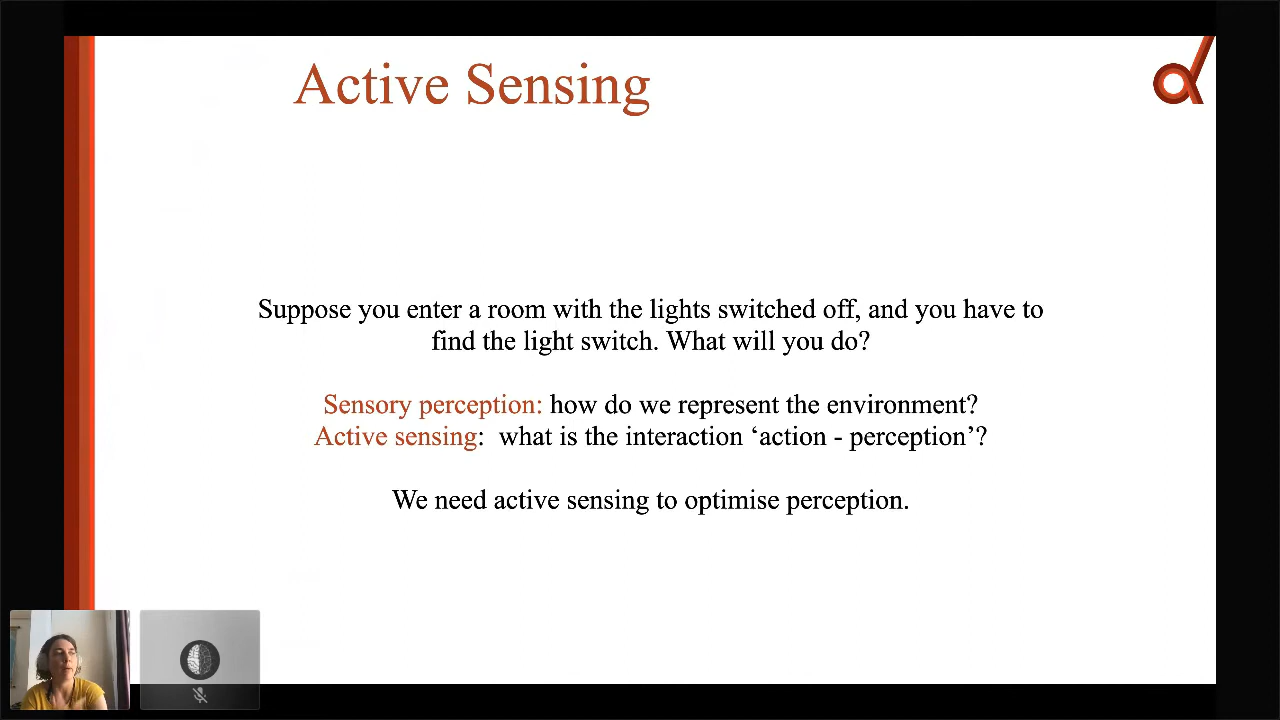 Active Sensing
Suppose you enter a room with the lights switched off, and you have to
find the light switch. What will you do?
Sensory perception: how do we represent the environment?
Active sensing:  what is the interaction ‘action - perception’?
We need active sensing to optimise perception.